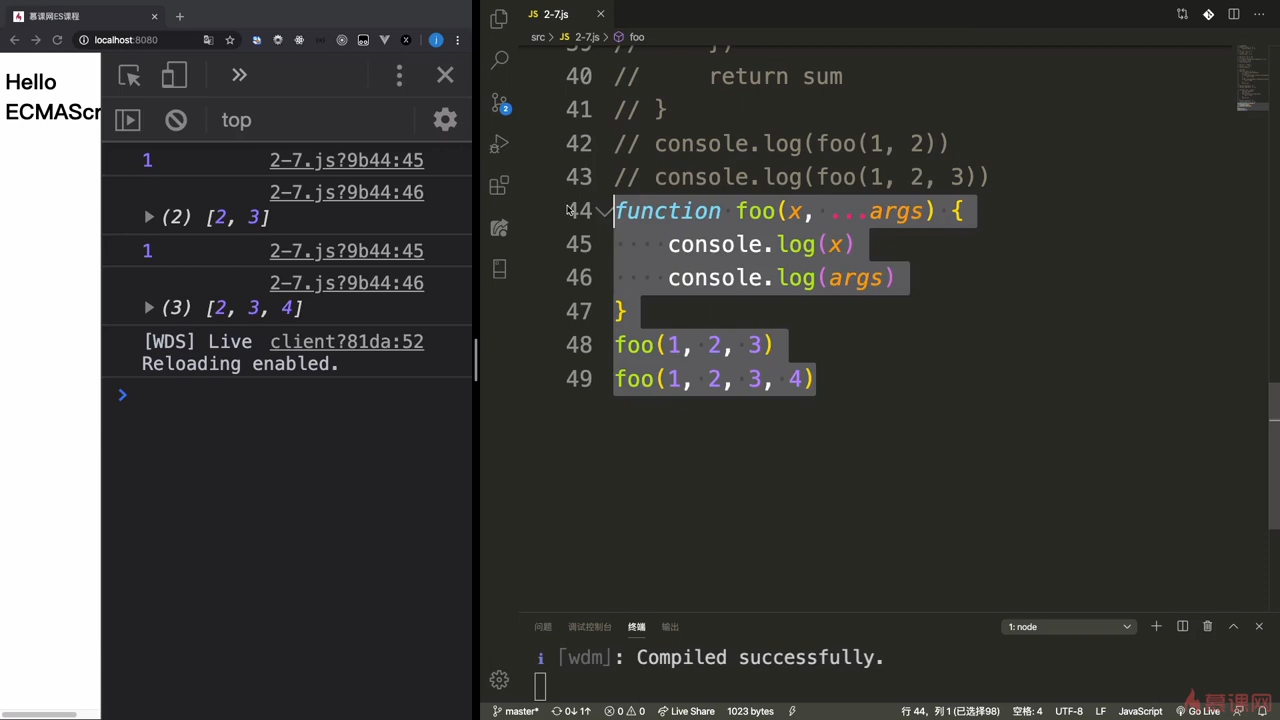 慕课网ES课程
localhost:8080
Hello
ECMAScr
top
1 2-7.js?9b44:45
2-7.js?9b44:46
(2) [2, 3]
1 2-7.js?9b44:45
2-7.js?9b44:46
(3) [2, 3, 4]
[WDS] Live client?81da:52
Reloading enabled.
JS 2-7.js
src > JS 2-7.js > foo
39 // })
40 // return sum
41 // }
42 // console.log(foo(1, 2))
43 // console.log(foo(1, 2, 3))
44 function foo(x, ...args) {
45 console.log(x)
46 console.log(args)
47 }
48 foo(1, 2, 3)
49 foo(1, 2, 3, 4)
2
问题 调试控制台 终端 输出 1: node
i ｢wdm｣: Compiled successfully.
master* 0↓ 1↑ 0 0 Live Share 1023 bytes 行 44, 列 1 (已选择98) 空格: 4 UTF-8 LF JavaScript Go Live
慕课网